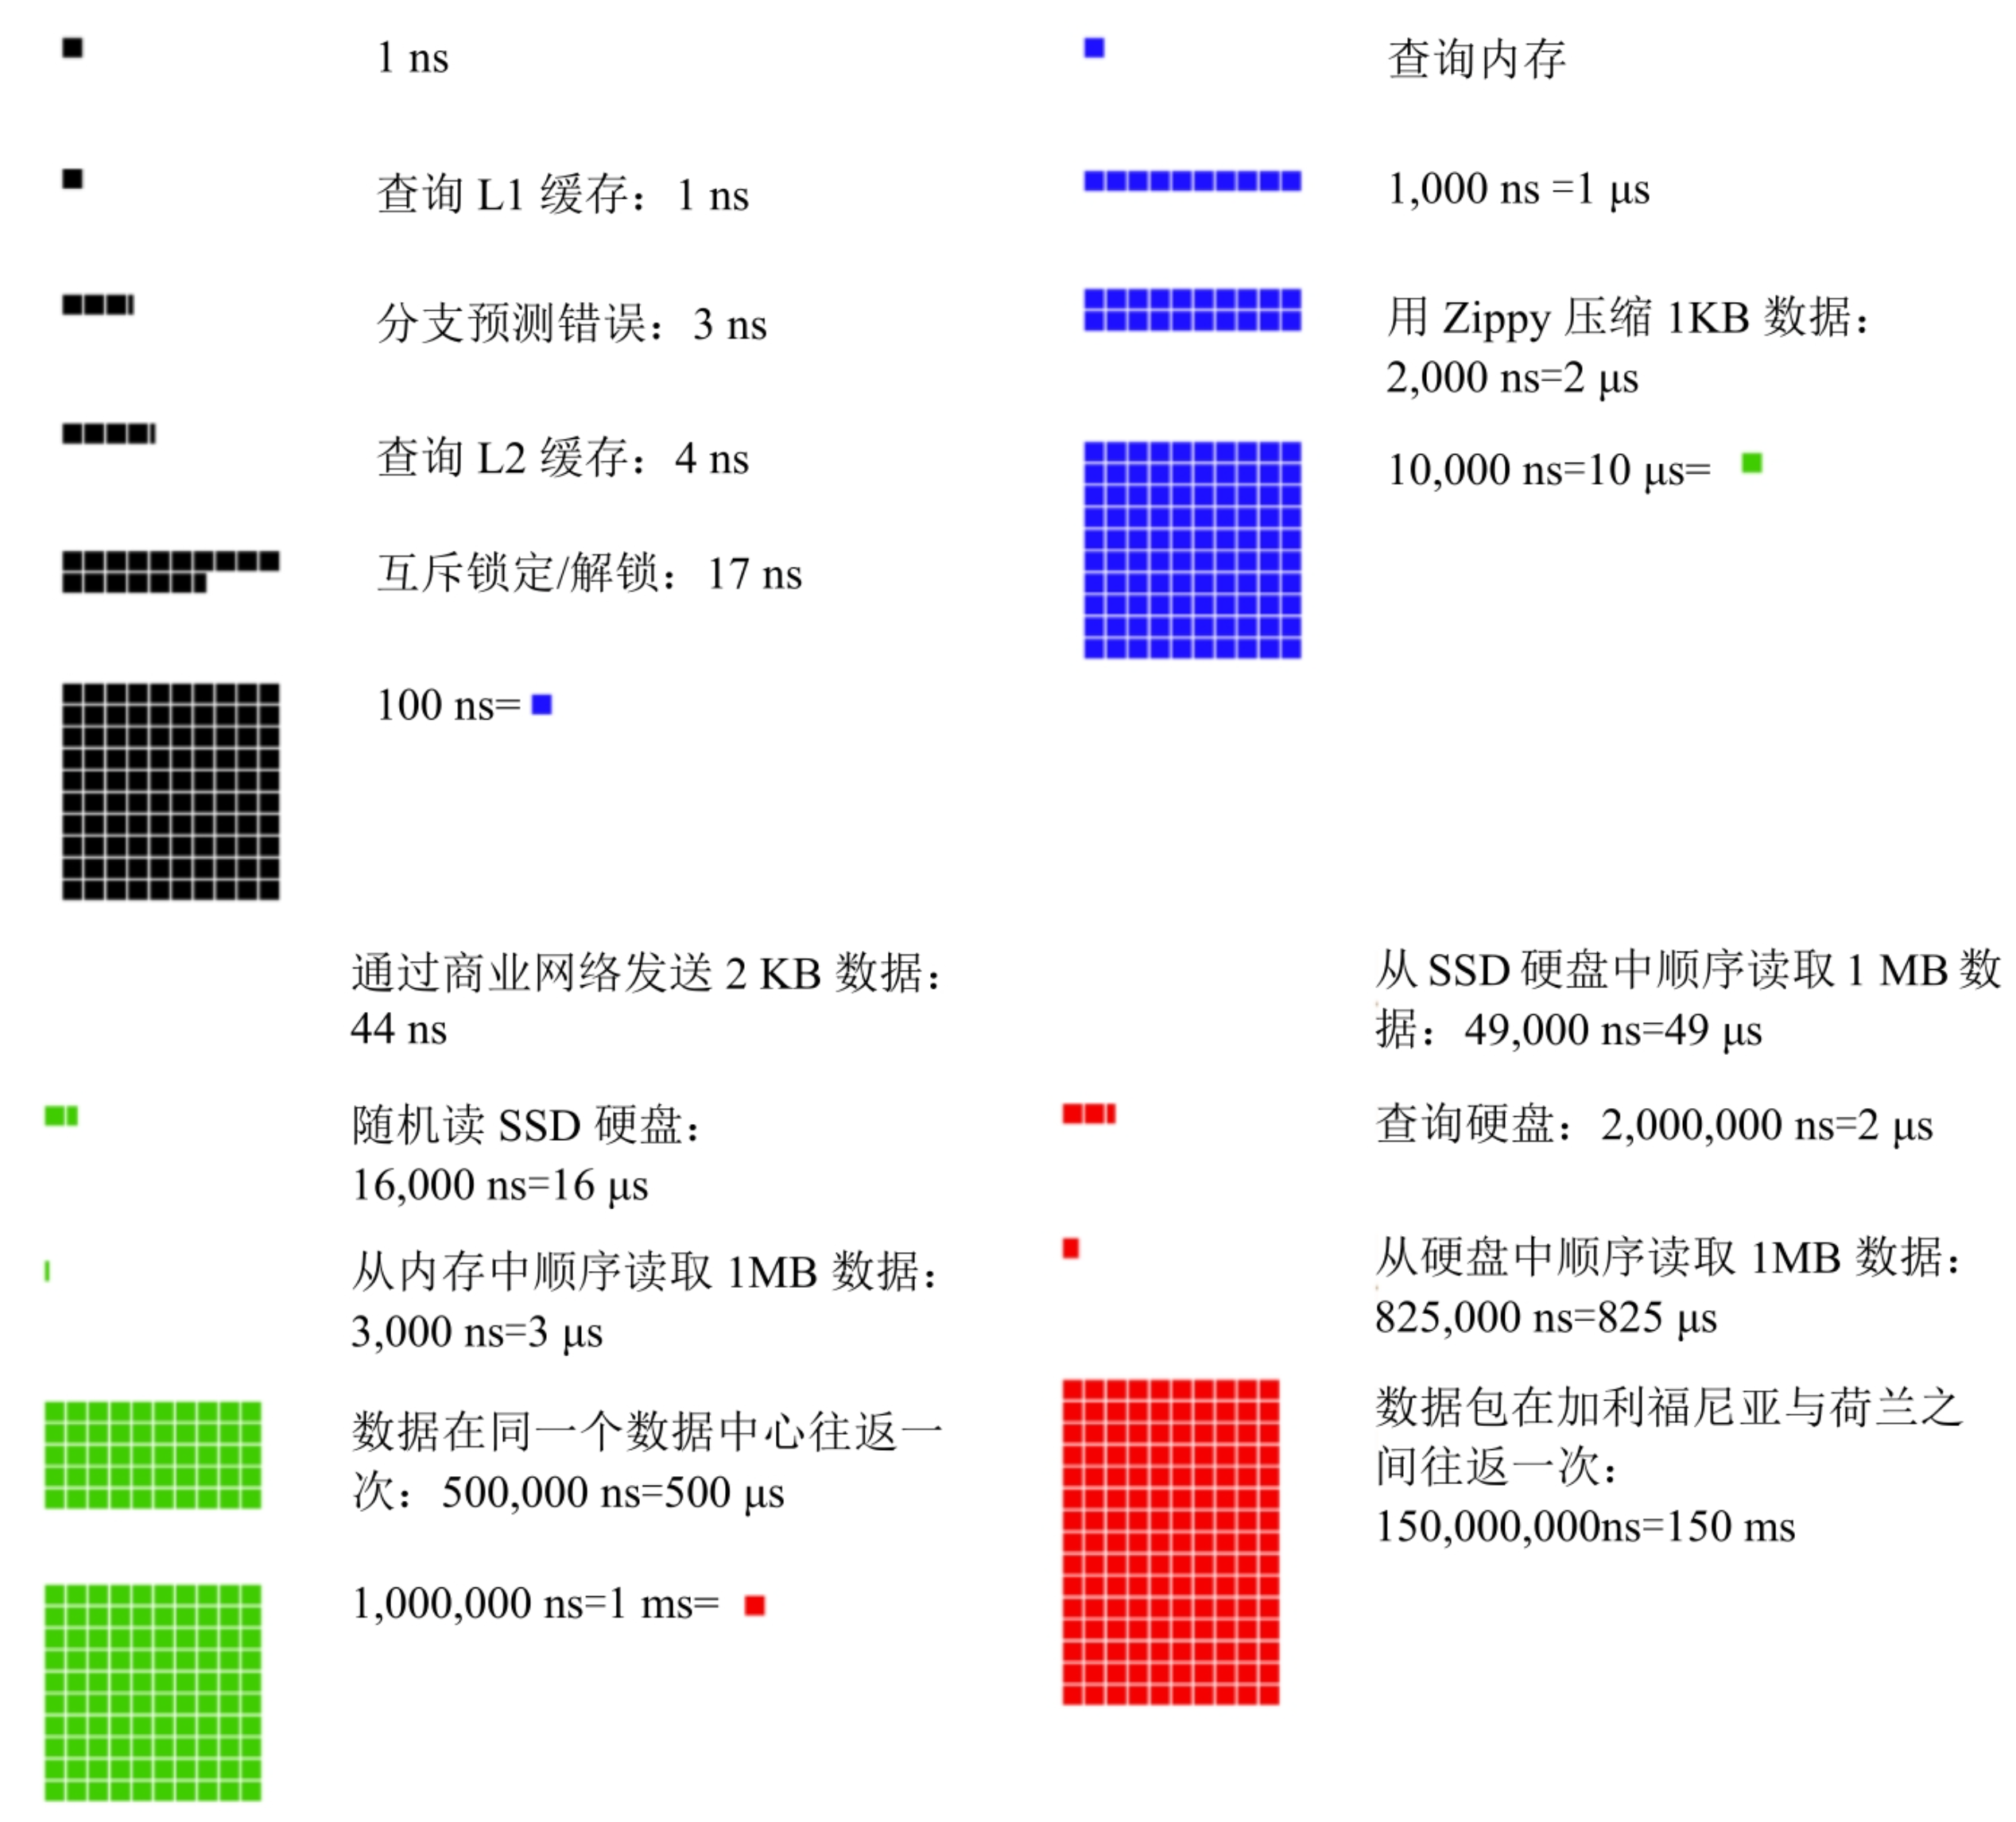 1 ns
查询 L1 缓存：1 ns
分支预测错误：3 ns
查询 L2 缓存：4 ns
互斥锁定/解锁：17 ns
100 ns=
查询内存
1,000 ns =1 μs
用 Zippy 压缩 1KB 数据：
2,000 ns=2 μs
10,000 ns=10 μs=
通过商业网络发送 2 KB 数据：
44 ns
随机读 SSD 硬盘：
16,000 ns=16 μs
从内存中顺序读取 1MB 数据：
3,000 ns=3 μs
数据在同一个数据中心往返一
次：500,000 ns=500 μs
1,000,000 ns=1 ms=
从 SSD 硬盘中顺序读取 1 MB 数
据：49,000 ns=49 μs
查询硬盘：2,000,000 ns=2 μs
从硬盘中顺序读取 1MB 数据：
825,000 ns=825 μs
数据包在加利福尼亚与荷兰之
间往返一次：
150,000,000ns=150 ms